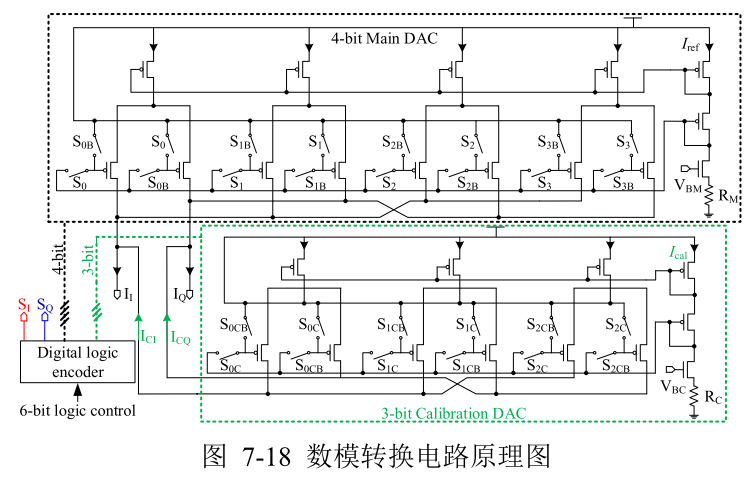 4-bit Main DAC
I_ref
S_0B S_0 S_1B S_1 S_2B S_2 S_3B S_3
S_0 S_0B S_1 S_1B S_2 S_2B S_3 S_3B
V_BM
R_M
4-bit
3-bit
I_I I_Q
I_CI I_CQ
S_I S_Q
Digital logic
encoder
6-bit logic control
I_cal
S_0CB S_0C S_1CB S_1C S_2CB S_2C
S_0C S_0CB S_1C S_1CB S_2C S_2CB
V_BC
R_C
3-bit Calibration DAC
图 7-18 数模转换电路原理图